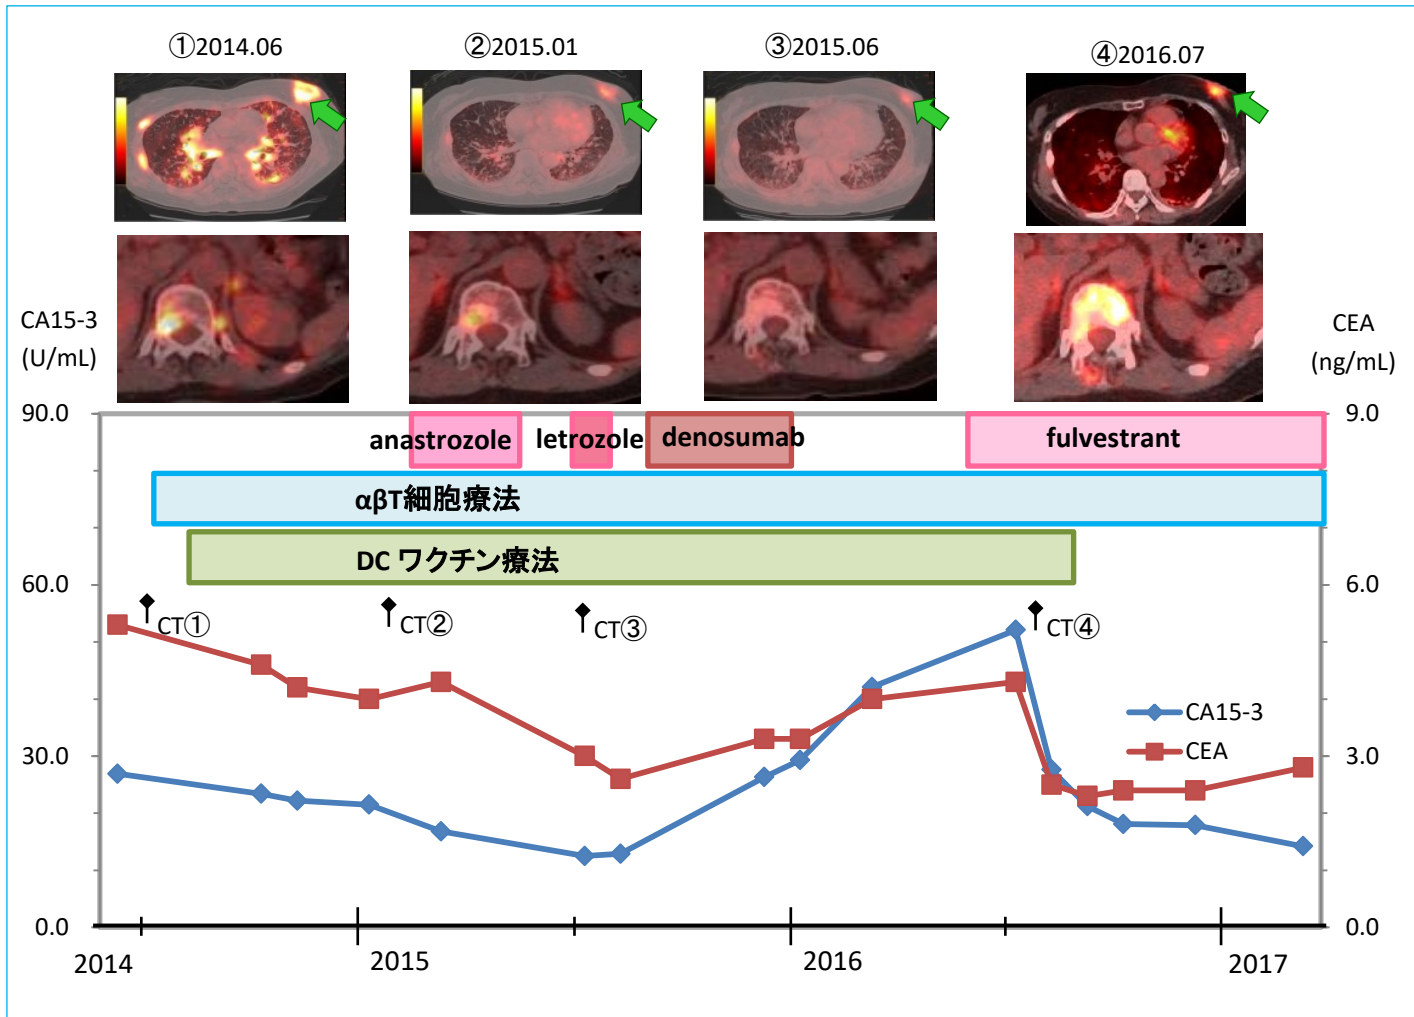 ①2014.06
②2015.01
③2015.06
④2016.07
CA15-3
(U/mL)
CEA
(ng/mL)
90.0
9.0
anastrozole
letrozole
denosumab
fulvestrant
αβT細胞療法
DC ワクチン療法
60.0
6.0
CT①
CT②
CT③
CT④
CA15-3
CEA
30.0
3.0
0.0
0.0
2014
2015
2016
2017